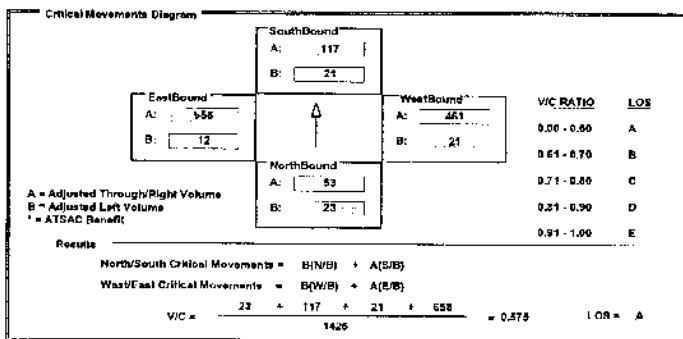 Critical Movements Diagram
SouthBound
A: 117
B: 21
EastBound
A: 658
B: 12
WestBound
A: 461
B: 21
NorthBound
A: 53
B: 23
V/C RATIO LOS
0.00 - 0.60 A
0.61 - 0.70 B
0.71 - 0.80 C
0.81 - 0.90 D
0.91 - 1.00 E
A = Adjusted Through/Right Volume
B = Adjusted Left Volume
* = ATSAC Benefit
Results
North/South Critical Movements = B(N/B) + A(S/B)
West/East Critical Movements = B(W/B) + A(E/B)
V/C = 23 + 117 + 21 + 658 = 0.575 LOS = A
1425